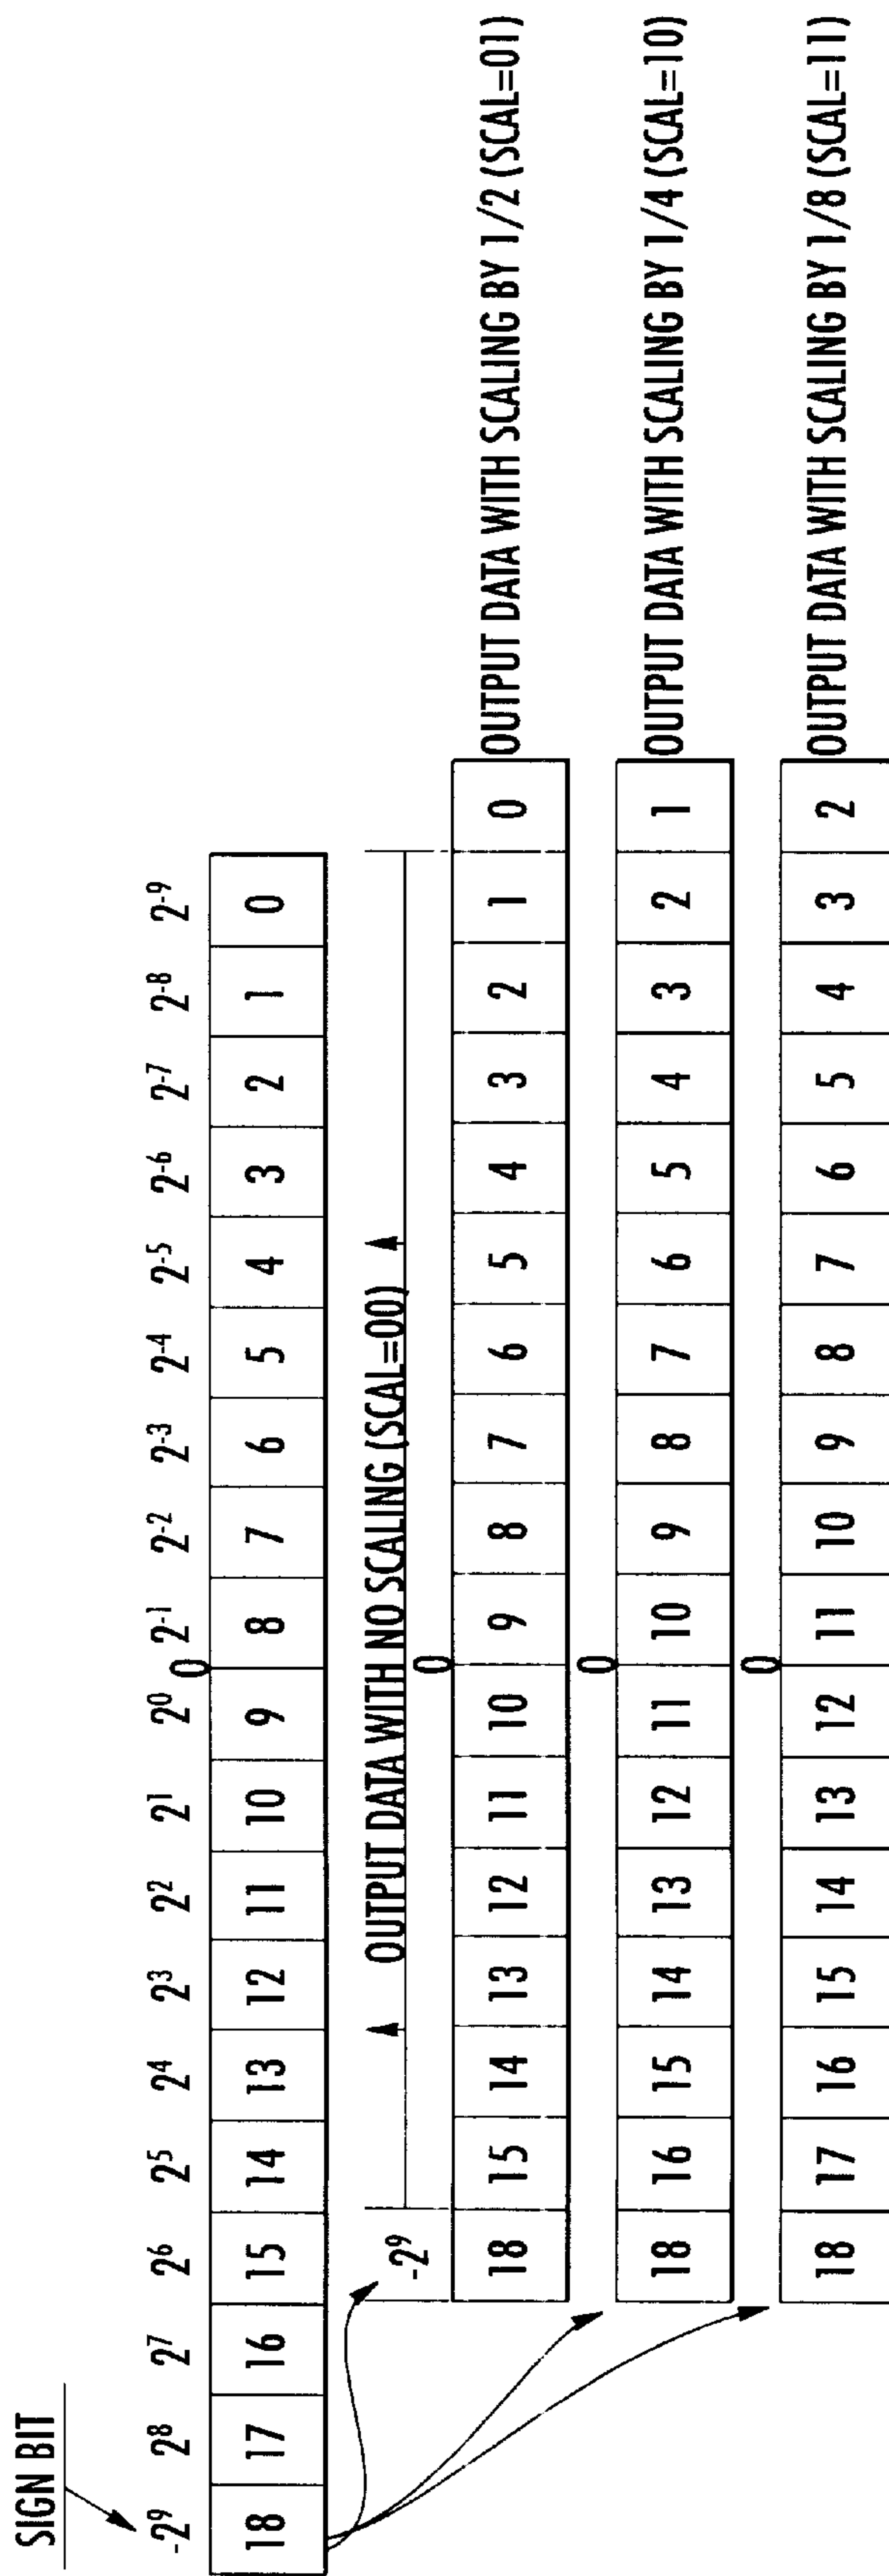 SIGN BIT
-2⁹ 2⁸ 2⁷ 2⁶ 2⁵ 2⁴ 2³ 2² 2¹ 2⁰ 2⁻¹ 2⁻² 2⁻³ 2⁻⁴ 2⁻⁵ 2⁻⁶ 2⁻⁷ 2⁻⁸ 2⁻⁹
0
18 17 16 15 14 13 12 11 10 9 8 7 6 5 4 3 2 1 0
-2⁹ OUTPUT DATA WITH NO SCALING (SCAL=00)
0
18 15 14 13 12 11 10 9 8 7 6 5 4 3 2 1 0 OUTPUT DATA WITH SCALING BY 1/2 (SCAL=01)
0
18 16 15 14 13 12 11 10 9 8 7 6 5 4 3 2 1 OUTPUT DATA WITH SCALING BY 1/4 (SCAL=10)
0
18 17 16 15 14 13 12 11 10 9 8 7 6 5 4 3 2 OUTPUT DATA WITH SCALING BY 1/8 (SCAL=11)